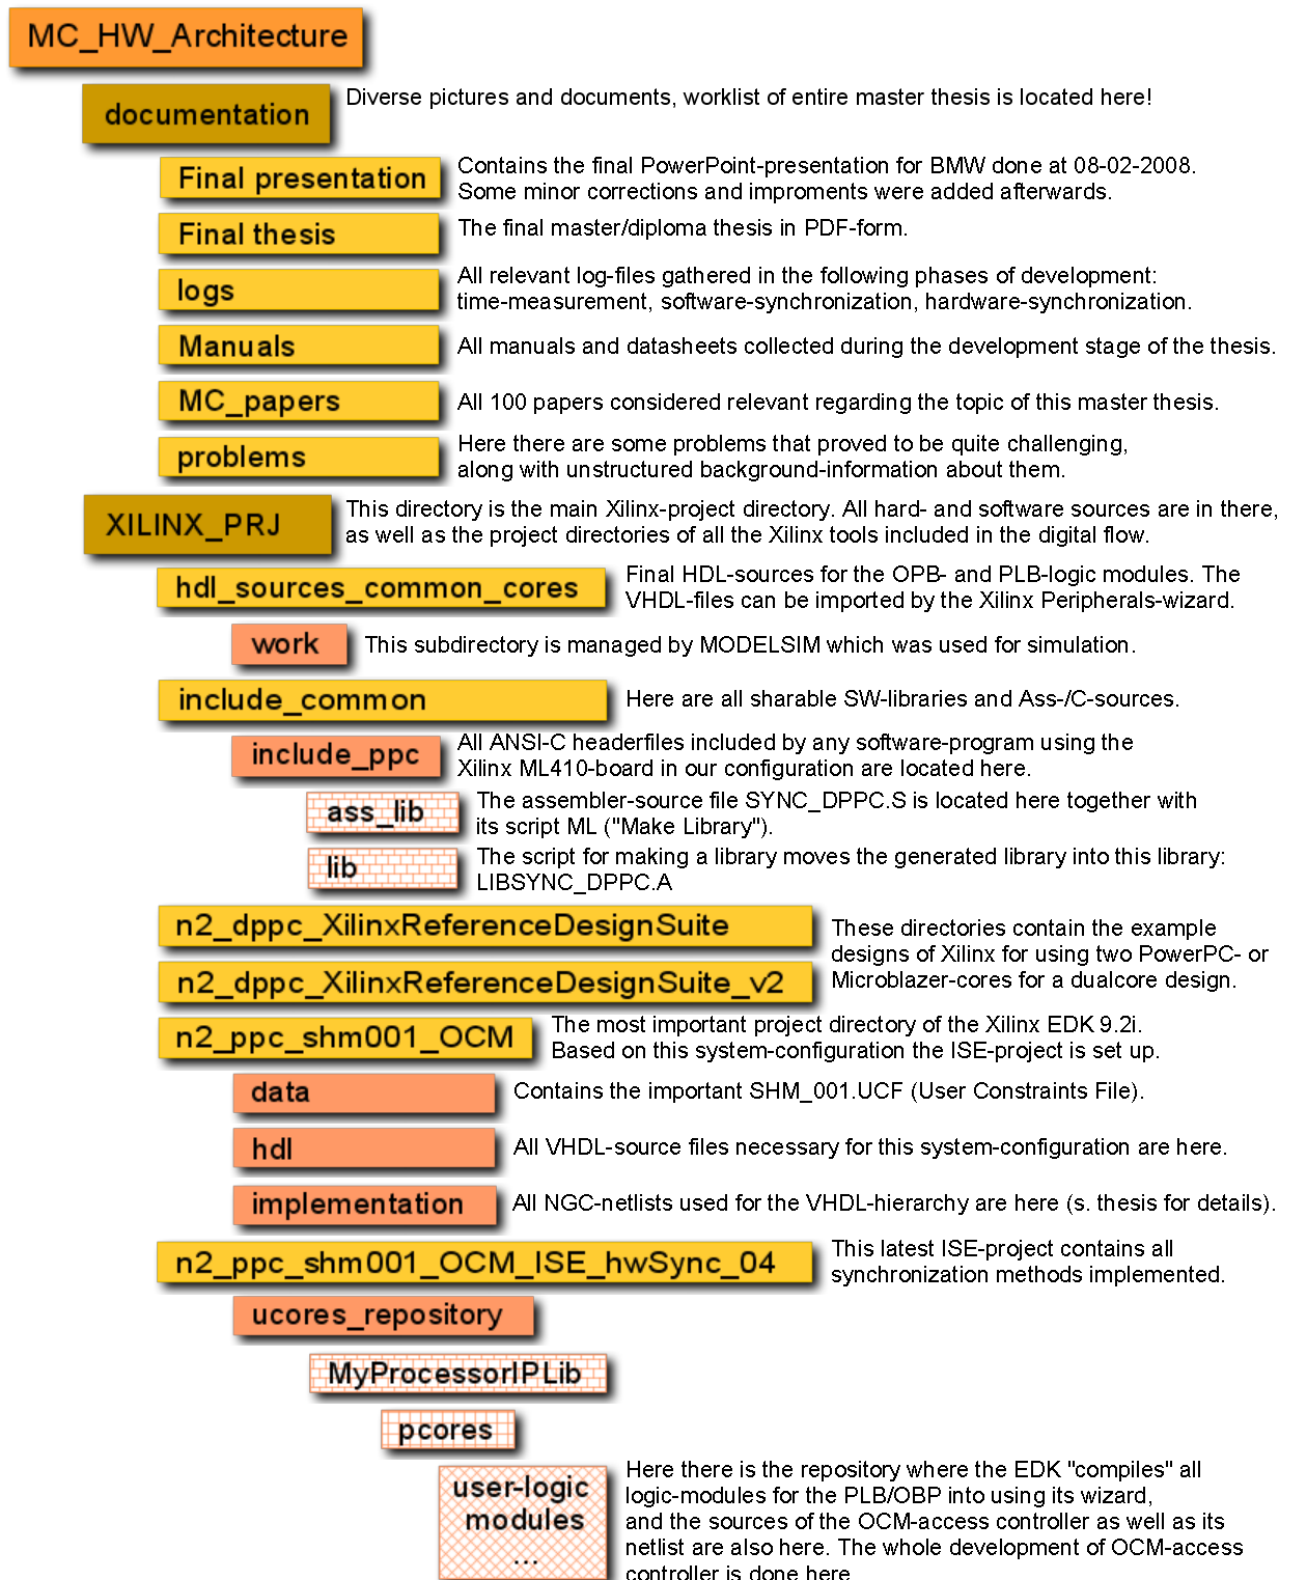 MC_HW_Architecture
documentation
Diverse pictures and documents, worklist of entire master thesis is located here!
Final presentation
Contains the final PowerPoint-presentation for BMW done at 08-02-2008.
Some minor corrections and improments were added afterwards.
Final thesis
The final master/diploma thesis in PDF-form.
logs
All relevant log-files gathered in the following phases of development:
time-measurement, software-synchronization, hardware-synchronization.
Manuals
All manuals and datasheets collected during the development stage of the thesis.
MC_papers
All 100 papers considered relevant regarding the topic of this master thesis.
problems
Here there are some problems that proved to be quite challenging,
along with unstructured background-information about them.
XILINX_PRJ
This directory is the main Xilinx-project directory. All hard- and software sources are in there,
as well as the project directories of all the Xilinx tools included in the digital flow.
hdl_sources_common_cores
Final HDL-sources for the OPB- and PLB-logic modules. The
VHDL-files can be imported by the Xilinx Peripherals-wizard.
work
This subdirectory is managed by MODELSIM which was used for simulation.
include_common
Here are all sharable SW-libraries and Ass-/C-sources.
include_ppc
All ANSI-C headerfiles included by any software-program using the
Xilinx ML410-board in our configuration are located here.
ass_lib
The assembler-source file SYNC_DPPC.S is located here together with
its script ML ("Make Library").
lib
The script for making a library moves the generated library into this library:
LIBSYNC_DPPC.A
n2_dppc_XilinxReferenceDesignSuite
n2_dppc_XilinxReferenceDesignSuite_v2
These directories contain the example
designs of Xilinx for using two PowerPC- or
Microblazer-cores for a dualcore design.
n2_ppc_shm001_OCM
The most important project directory of the Xilinx EDK 9.2i.
Based on this system-configuration the ISE-project is set up.
data
Contains the important SHM_001.UCF (User Constraints File).
hdl
All VHDL-source files necessary for this system-configuration are here.
implementation
All NGC-netlists used for the VHDL-hierarchy are here (s. thesis for details).
n2_ppc_shm001_OCM_ISE_hwSync_04
This latest ISE-project contains all
synchronization methods implemented.
ucores_repository
MyProcessorIPLib
pcores
user-logic
modules
...
Here there is the repository where the EDK "compiles" all
logic-modules for the PLB/OBP into using its wizard,
and the sources of the OCM-access controller as well as its
netlist are also here. The whole development of OCM-access
controller is done here